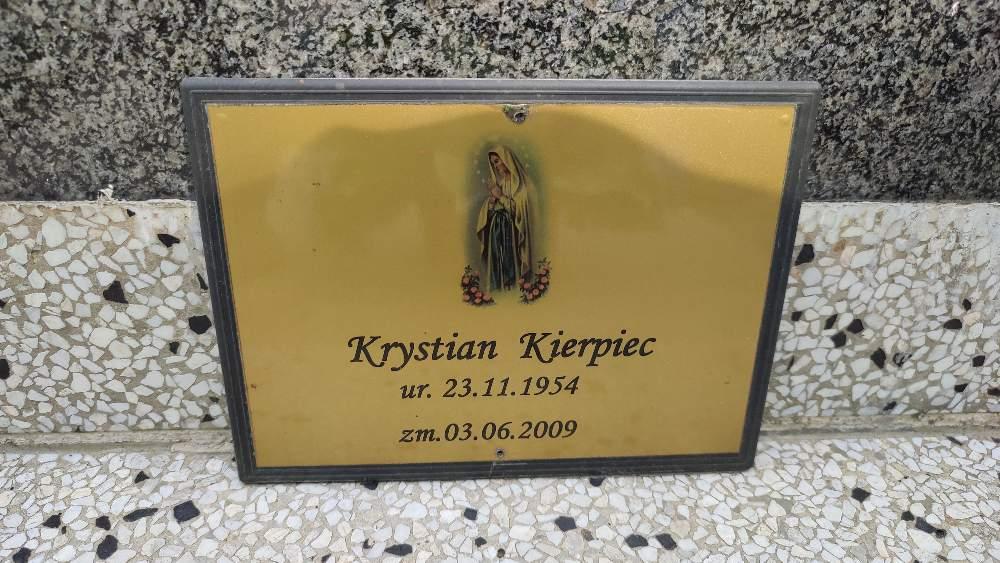 Krystian Kierpiec
ur. 23.11.1954
zm.03.06.2009